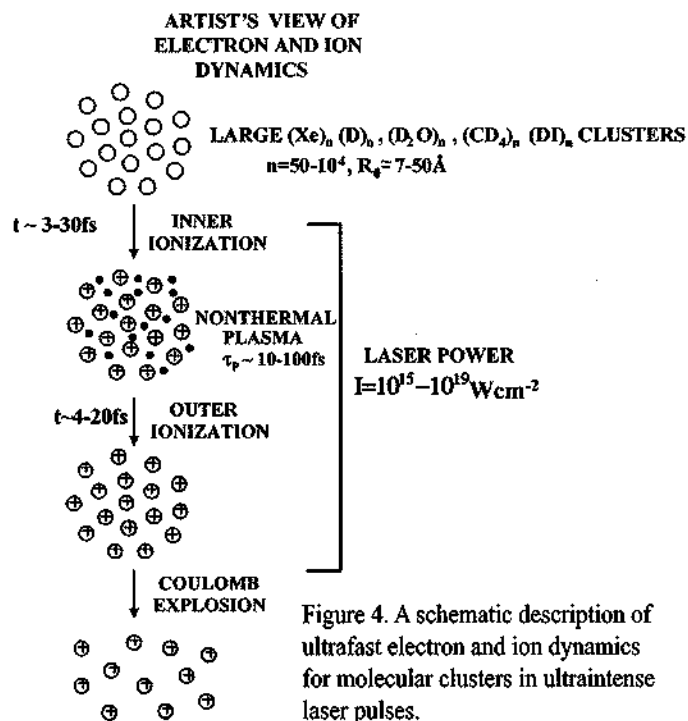 ARTIST'S VIEW OF
ELECTRON AND ION
DYNAMICS
LARGE (Xe)ₙ (D)ₙ , (D₂O)ₙ , (CD₄)ₙ (DI)ₙ CLUSTERS
n=50-10⁴, R₀≃ 7-50Å
t ~ 3-30fs
INNER
IONIZATION
NONTHERMAL
PLASMA
τₚ~ 10-100fs
LASER POWER
I=10¹⁵–10¹⁹Wcm⁻²
t~4-20fs
OUTER
IONIZATION
COULOMB
EXPLOSION
Figure 4. A schematic description of
ultrafast electron and ion dynamics
for molecular clusters in ultraintense
laser pulses.